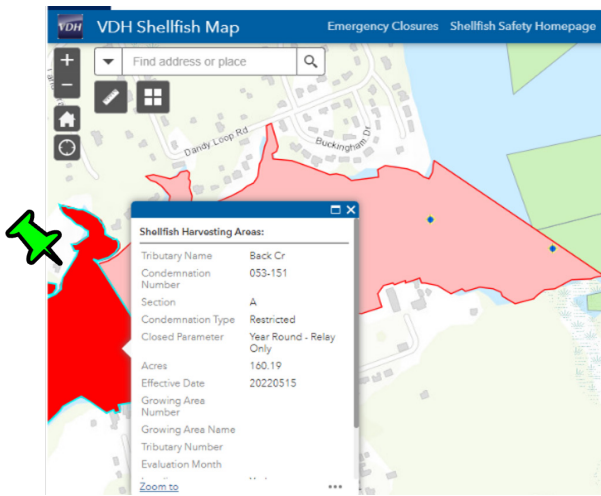 VDH VDH Shellfish Map Emergency Closures Shellfish Safety Homepage
+ Find address or place
−
Dandy Loop Rd
Buckingham Dr
Shellfish Harvesting Areas:
Tributary Name Back Cr
Condemnation Number 053-151
Section A
Condemnation Type Restricted
Closed Parameter Year Round - Relay Only
Acres 160.19
Effective Date 20220515
Growing Area Number
Growing Area Name
Tributary Number
Evaluation Month
Zoom to •••